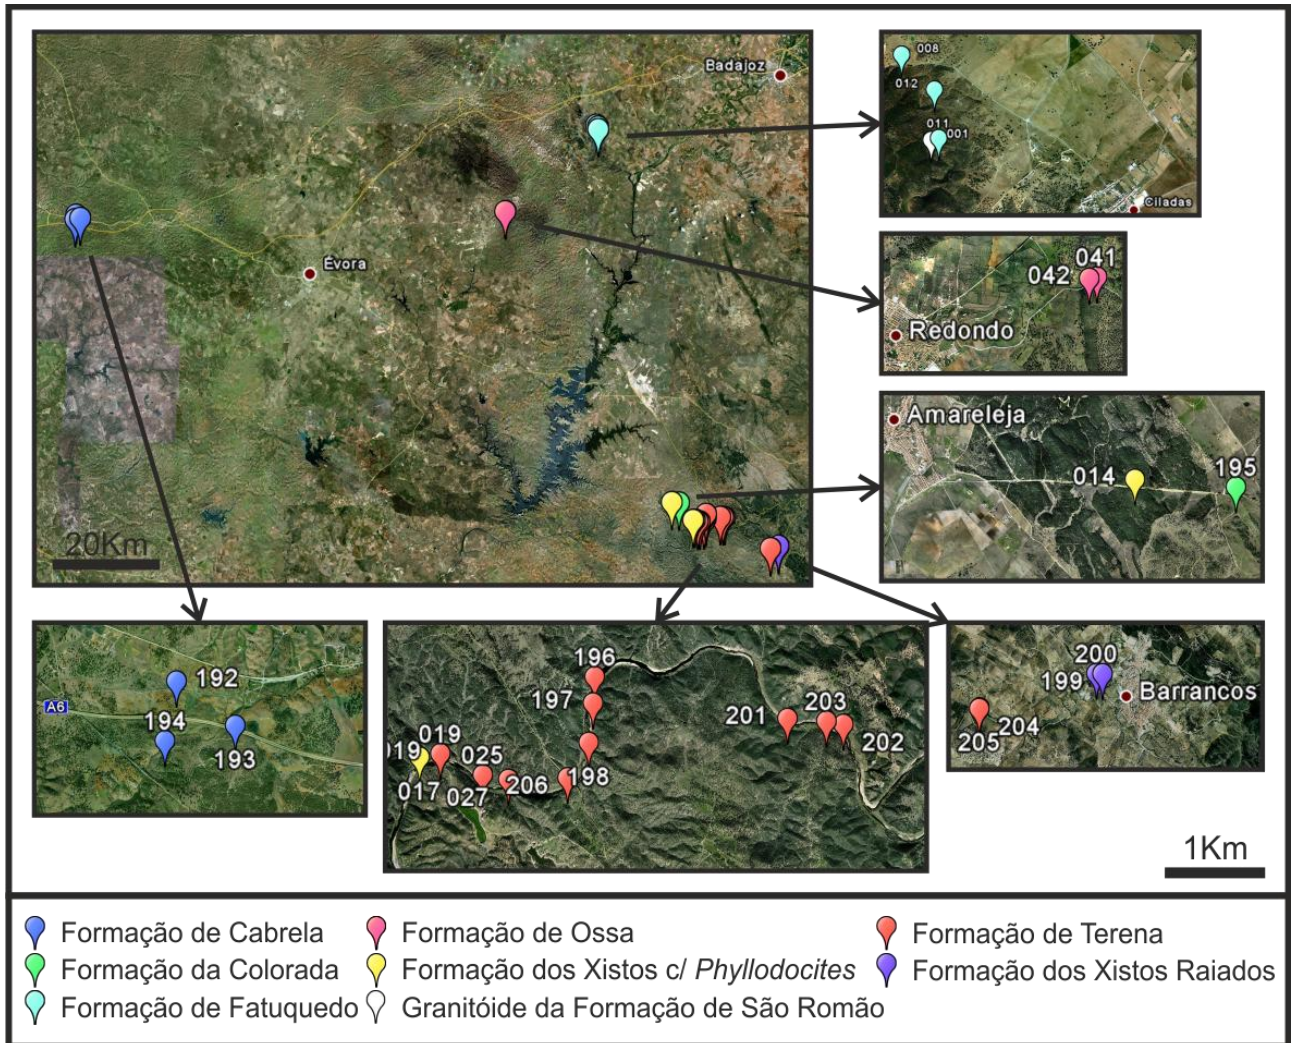 Badajoz
Évora
20Km
008
012
011
001
Ciladas
041
042
Redondo
Amareleja
014
195
192
A6
194
193
196
197
201
203
202
019
019
025
198
017
027
206
200
199
Barrancos
204
205
1Km
Formação de Cabrela
Formação de Ossa
Formação de Terena
Formação da Colorada
Formação dos Xistos c/ Phyllodocites
Formação dos Xistos Raiados
Formação de Fatuquedo
Granitóide da Formação de São Romão